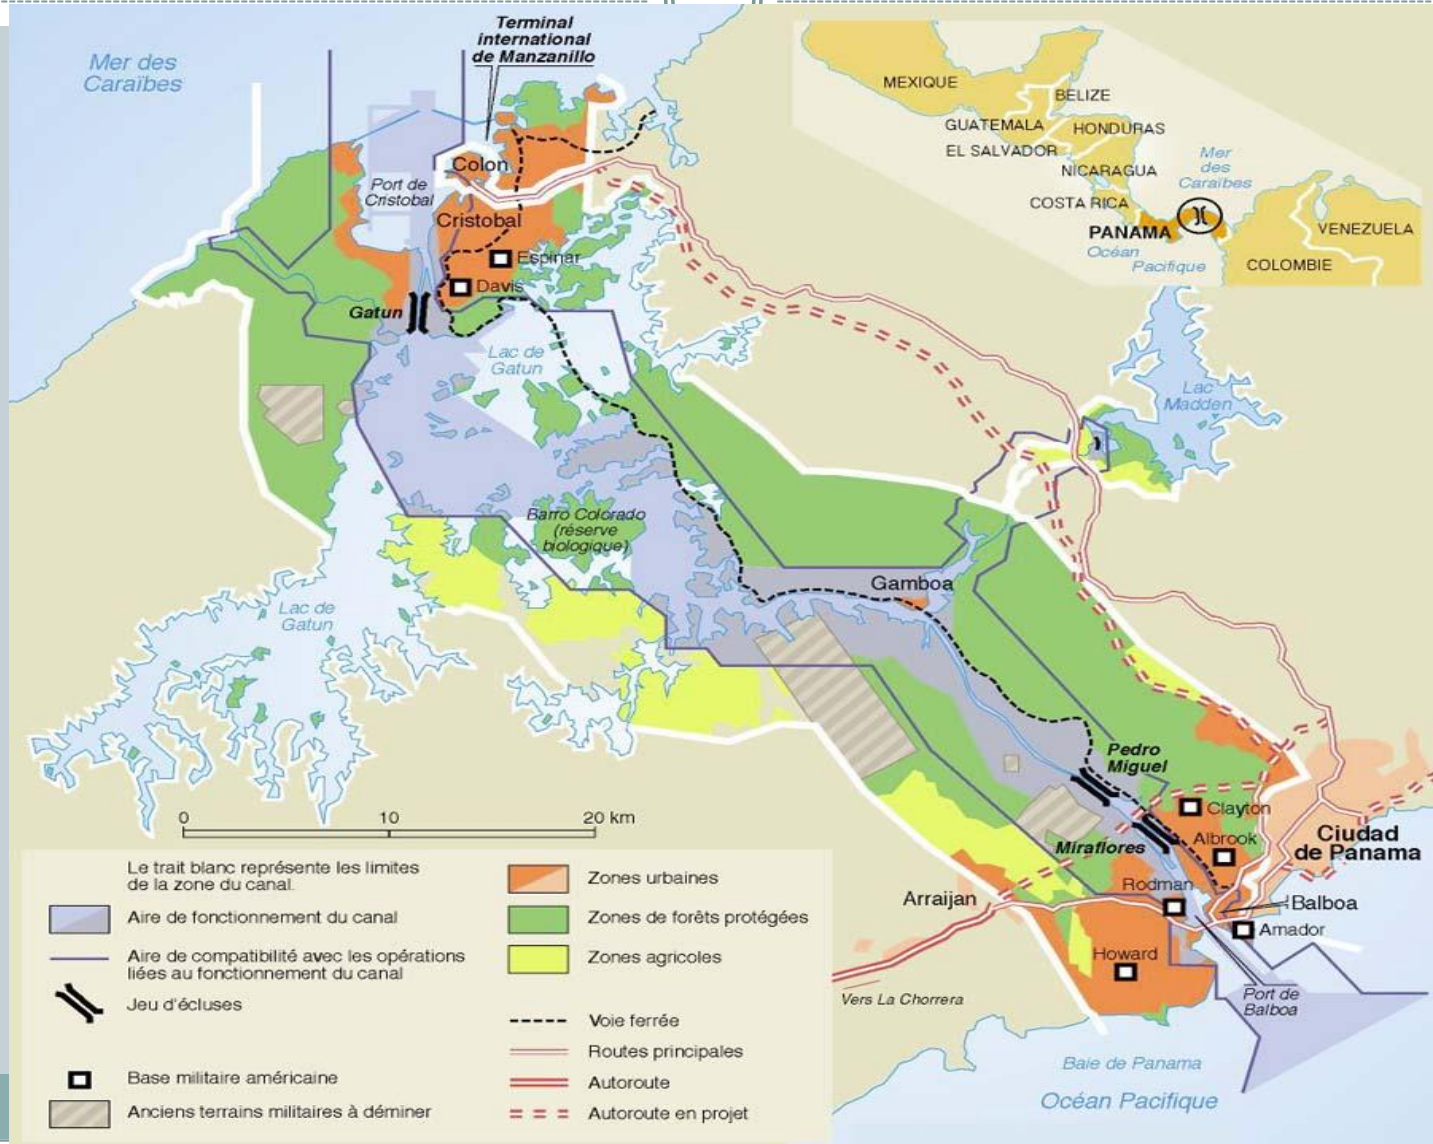 Terminal
international
de Manzanillo
Mer des
Caraïbes
MEXIQUE
BELIZE
GUATEMALA
HONDURAS
EL SALVADOR
NICARAGUA
Mer
des
Caraïbes
COSTA RICA
PANAMA
VENEZUELA
Océan
Pacifique
COLOMBIE
Colon
Port de
Cristobal
Cristobal
Espinar
Davis
Gatun
Lac de
Gatun
Lac
Madden
Barro Colorado
(réserve
biologique)
Gamboa
Lac de
Gatun
Pedro
Miguel
Clayton
Albrook
Miraflores
Ciudad
de Panama
Rodman
Arraijan
Balboa
Amador
Howard
Vers La Chorrera
Port de
Balboa
Baie de Panama
Océan Pacifique
0 10 20 km
Le trait blanc représente les limites
de la zone du canal.
Aire de fonctionnement du canal
Aire de compatibilité avec les opérations
liées au fonctionnement du canal
Jeu d'écluses
Base militaire américaine
Anciens terrains militaires à déminer
Zones urbaines
Zones de forêts protégées
Zones agricoles
Voie ferrée
Routes principales
Autoroute
Autoroute en projet